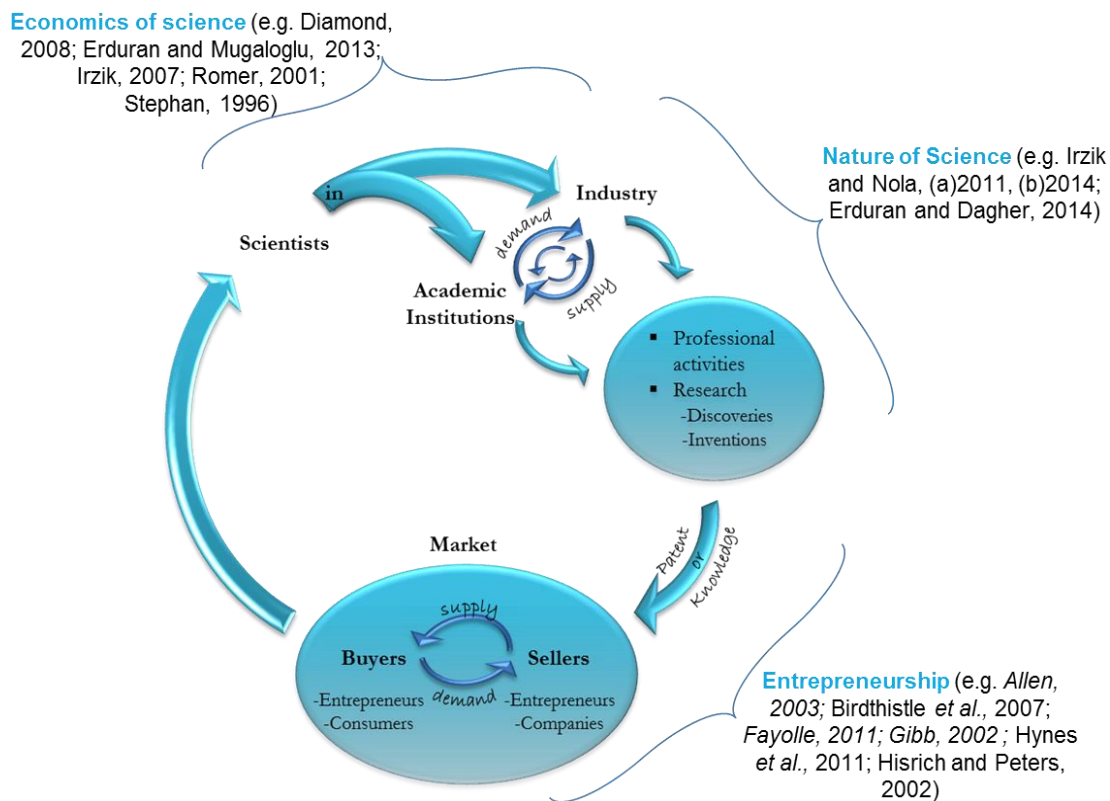 Economics of science (e.g. Diamond,
2008; Erduran and Mugaloglu, 2013;
Irzik, 2007; Romer, 2001;
Stephan, 1996)
Nature of Science (e.g. Irzik
and Nola, (a)2011, (b)2014;
Erduran and Dagher, 2014)
in
Industry
Scientists
demand
supply
Academic
Institutions
▪ Professional
activities
▪ Research
-Discoveries
-Inventions
Patent
or
Knowledge
Market
supply
Buyers
Sellers
demand
-Entrepreneurs
-Consumers
-Entrepreneurs
-Companies
Entrepreneurship (e.g. Allen,
2003; Birdthistle et al., 2007;
Fayolle, 2011; Gibb, 2002 ; Hynes
et al., 2011; Hisrich and Peters,
2002)